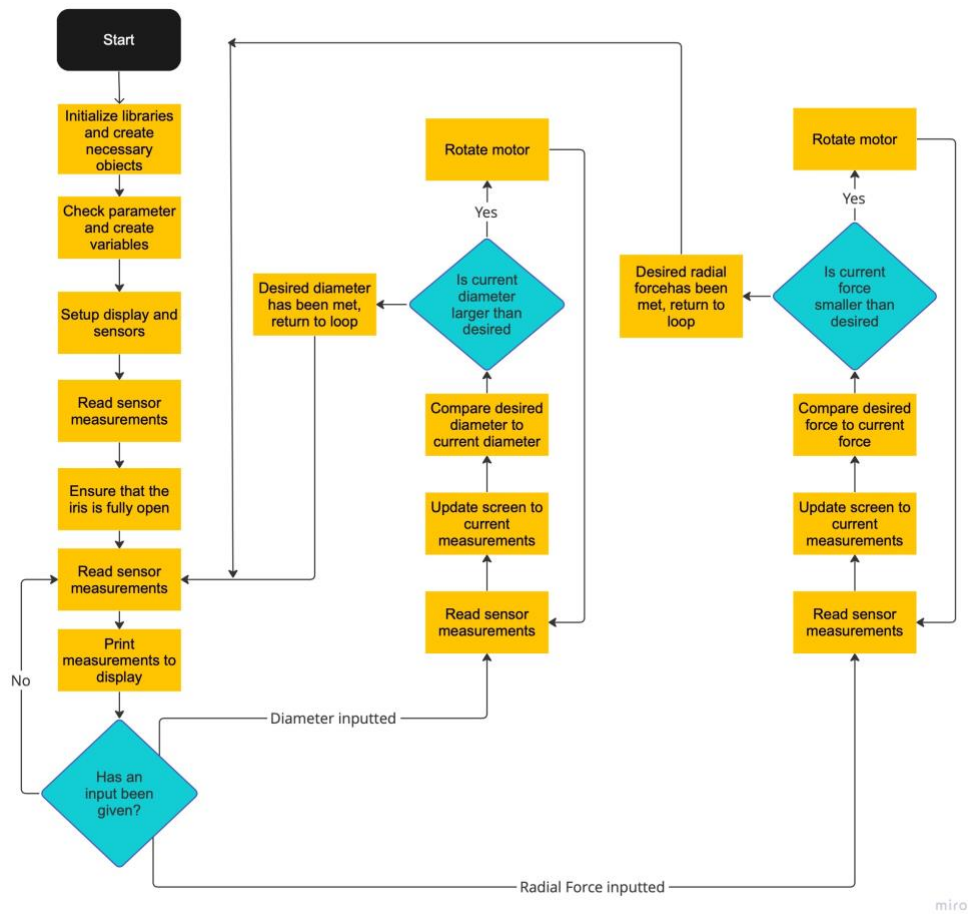 Start
Initialize libraries
and create
necessary
objects
Check parameter
and create
variables
Setup display and
sensors
Read sensor
measurements
Ensure that the
iris is fully open
Read sensor
measurements
Print
measurements to
display
No
Has an
input been
given?
Diameter inputted
Radial Force inputted
Rotate motor
Yes
Is current
diameter
larger than
desired
Desired diameter
has been met,
return to loop
Compare desired
diameter to
current diameter
Update screen to
current
measurements
Read sensor
measurements
Rotate motor
Yes
Is current
force
smaller than
desired
Desired radial
forcehas been
met, return to
loop
Compare desired
force to current
force
Update screen to
current
measurements
Read sensor
measurements
miro